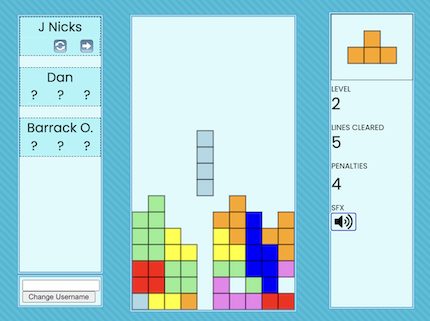 J Nicks
Dan
? ? ?
Barrack O.
? ? ?
Change Username
LEVEL
2
LINES CLEARED
5
PENALTIES
4
SFX